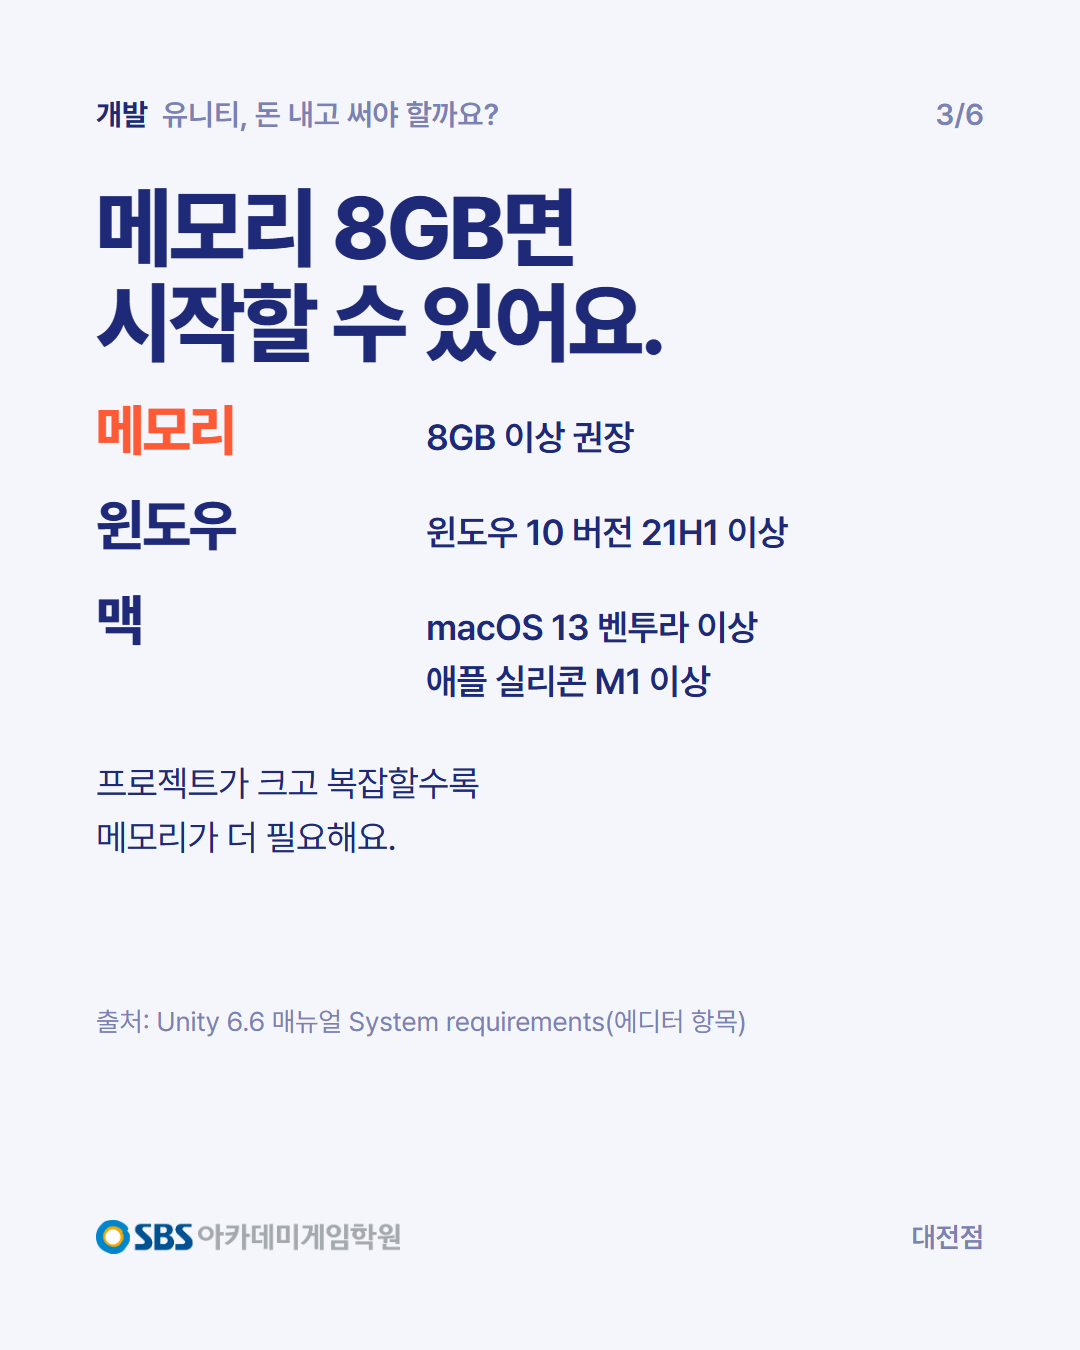 개발 유니티, 돈 내고 써야 할까요? 3/6
메모리 8GB면
시작할 수 있어요.
메모리 8GB 이상 권장
윈도우 윈도우 10 버전 21H1 이상
맥 macOS 13 벤투라 이상
애플 실리콘 M1 이상
프로젝트가 크고 복잡할수록
메모리가 더 필요해요.
출처: Unity 6.6 매뉴얼 System requirements(에디터 항목)
SBS 아카데미게임학원 대전점